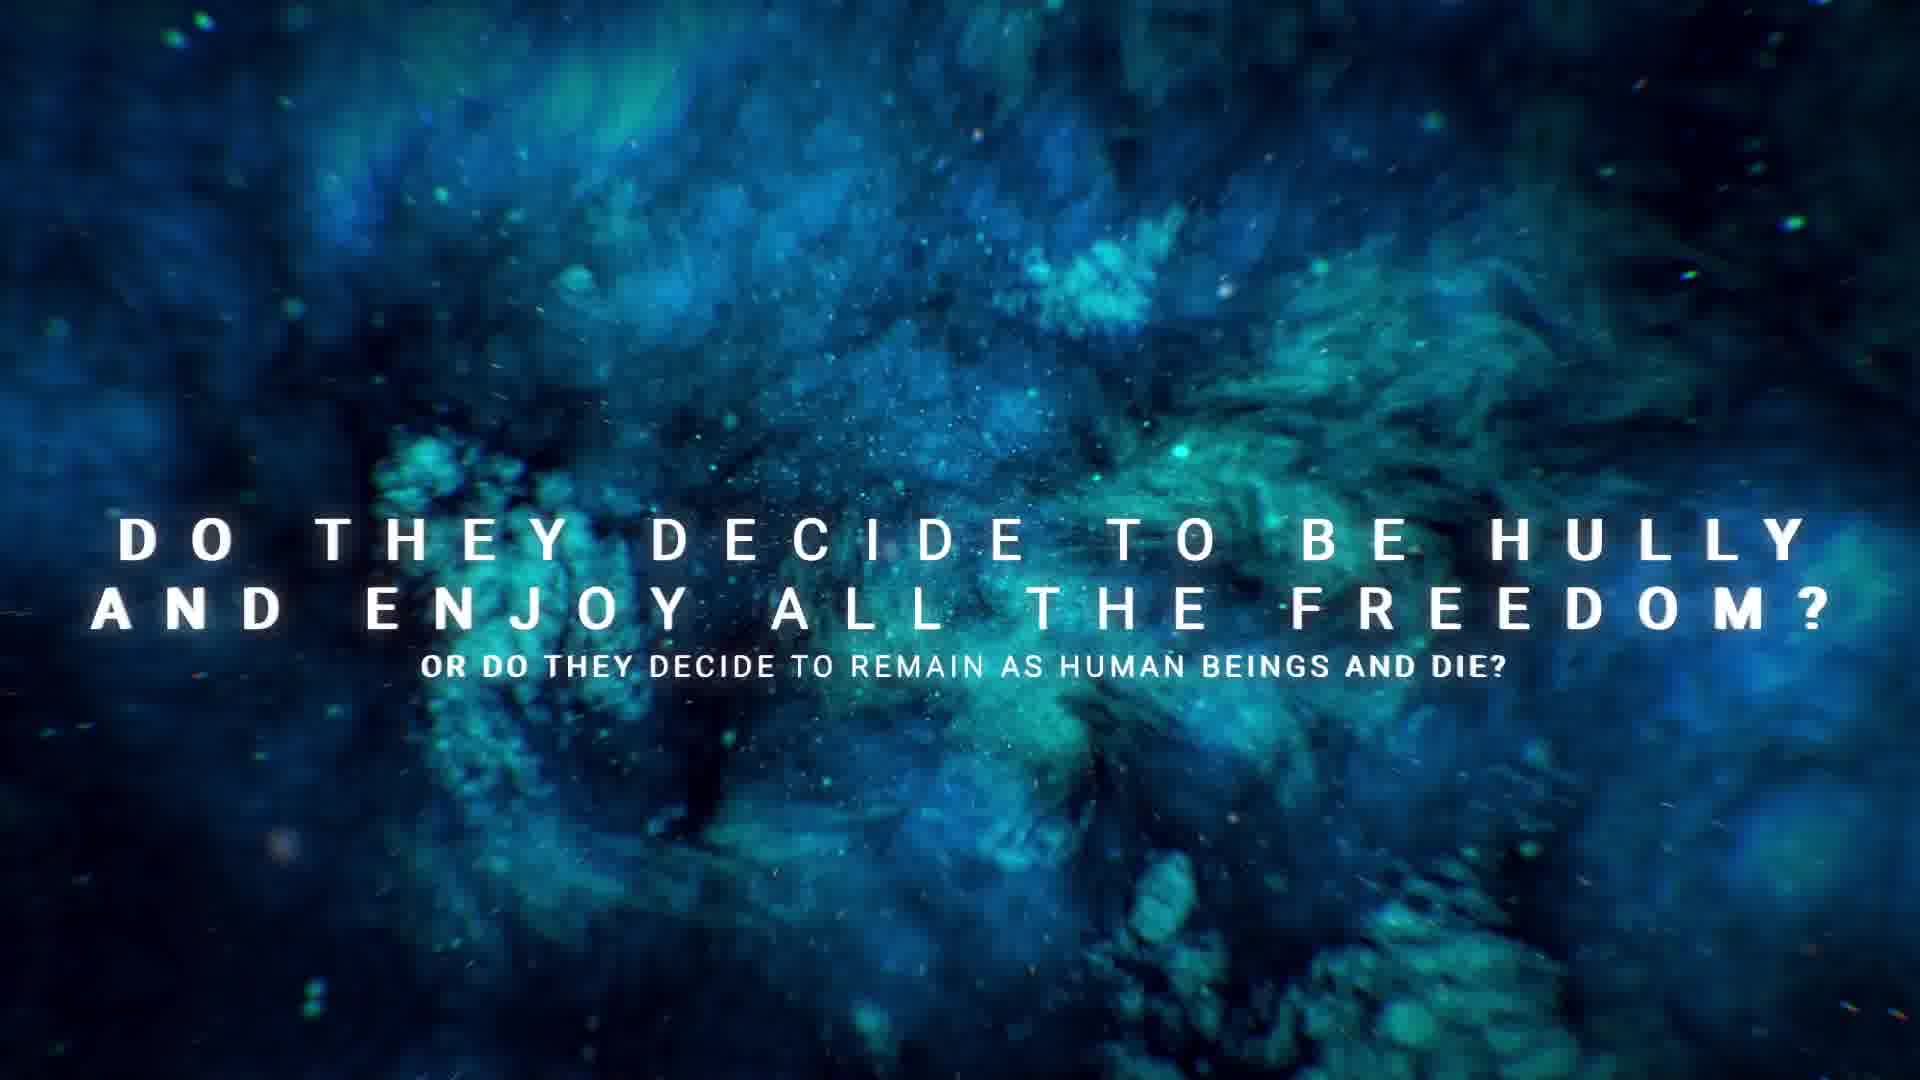 DO THEY DECIDE TO BE HULLY
AND ENJOY ALL THE FREEDOM?
OR DO THEY DECIDE TO REMAIN AS HUMAN BEINGS AND DIE?